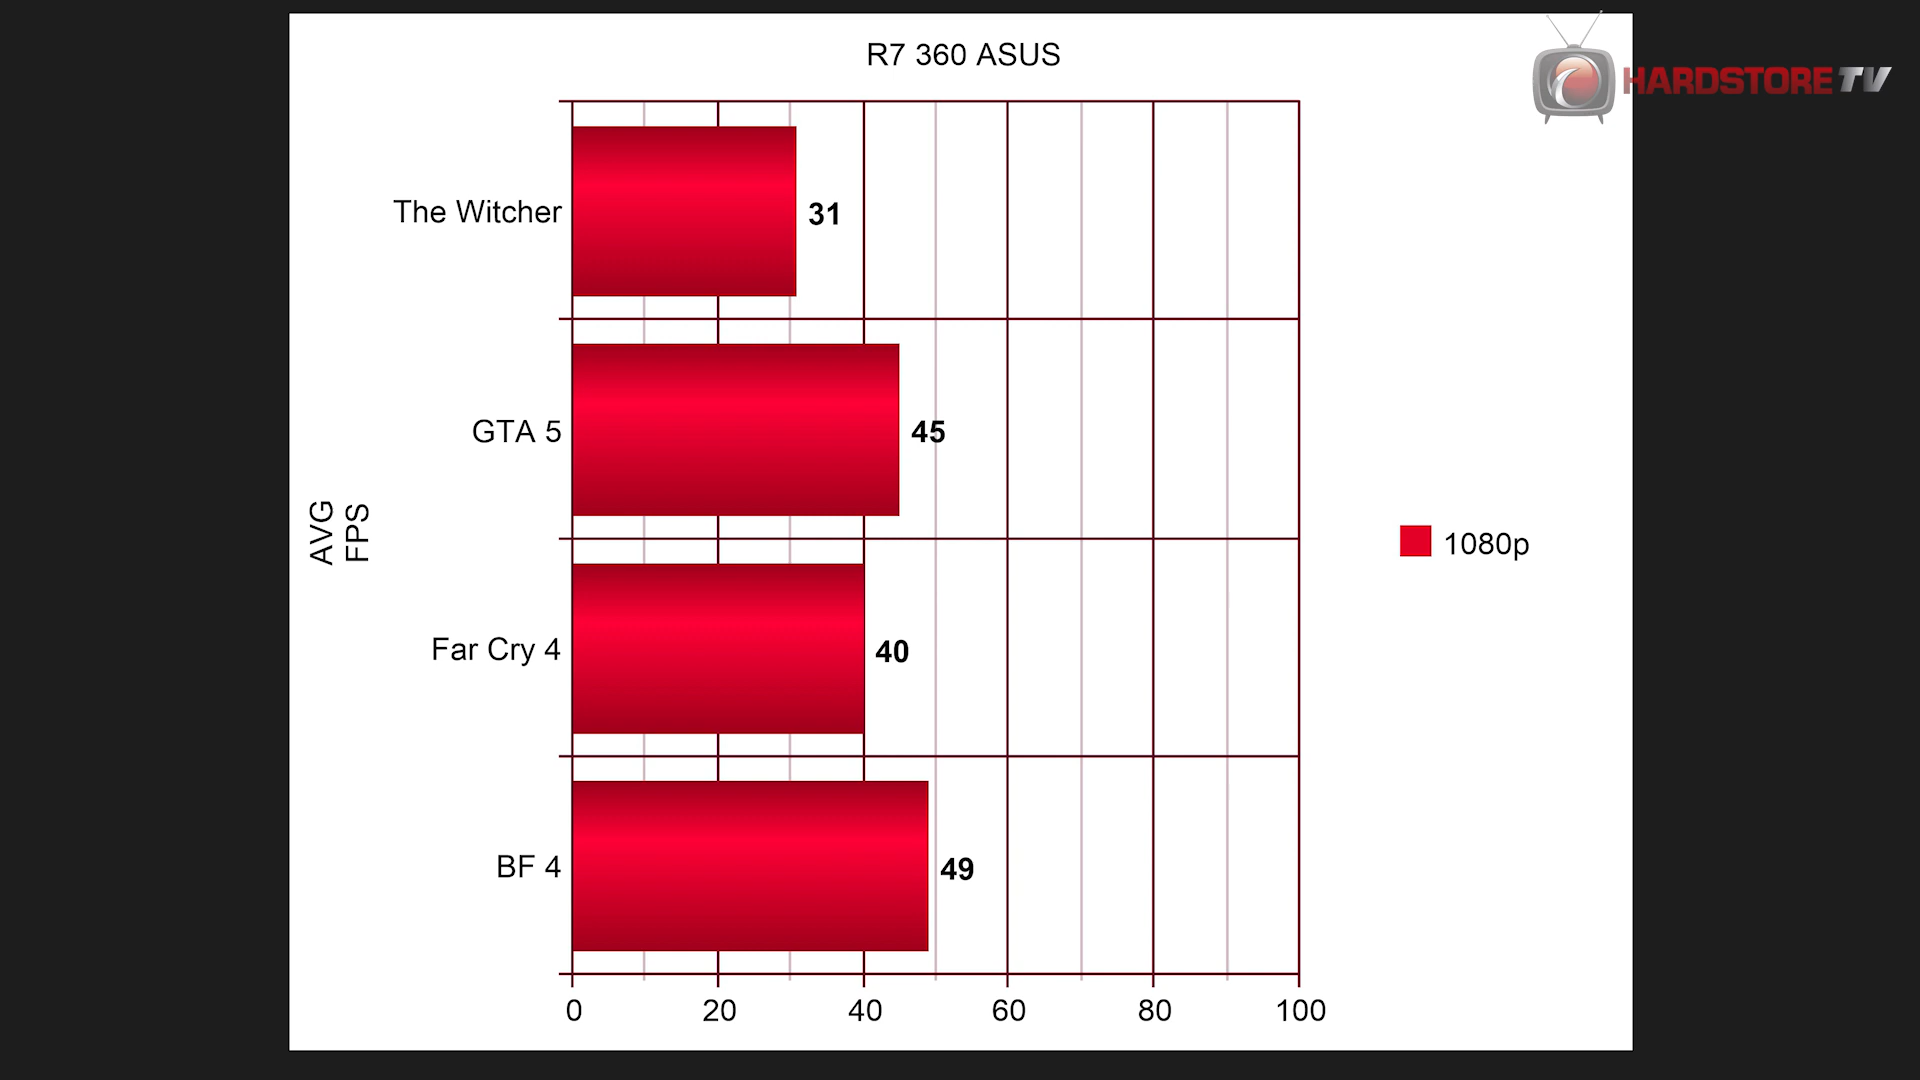 R7 360 ASUS
HARDSTORE TV
The Witcher
31
GTA 5
45
AVG
FPS
1080p
Far Cry 4
40
BF 4
49
0 20 40 60 80 100